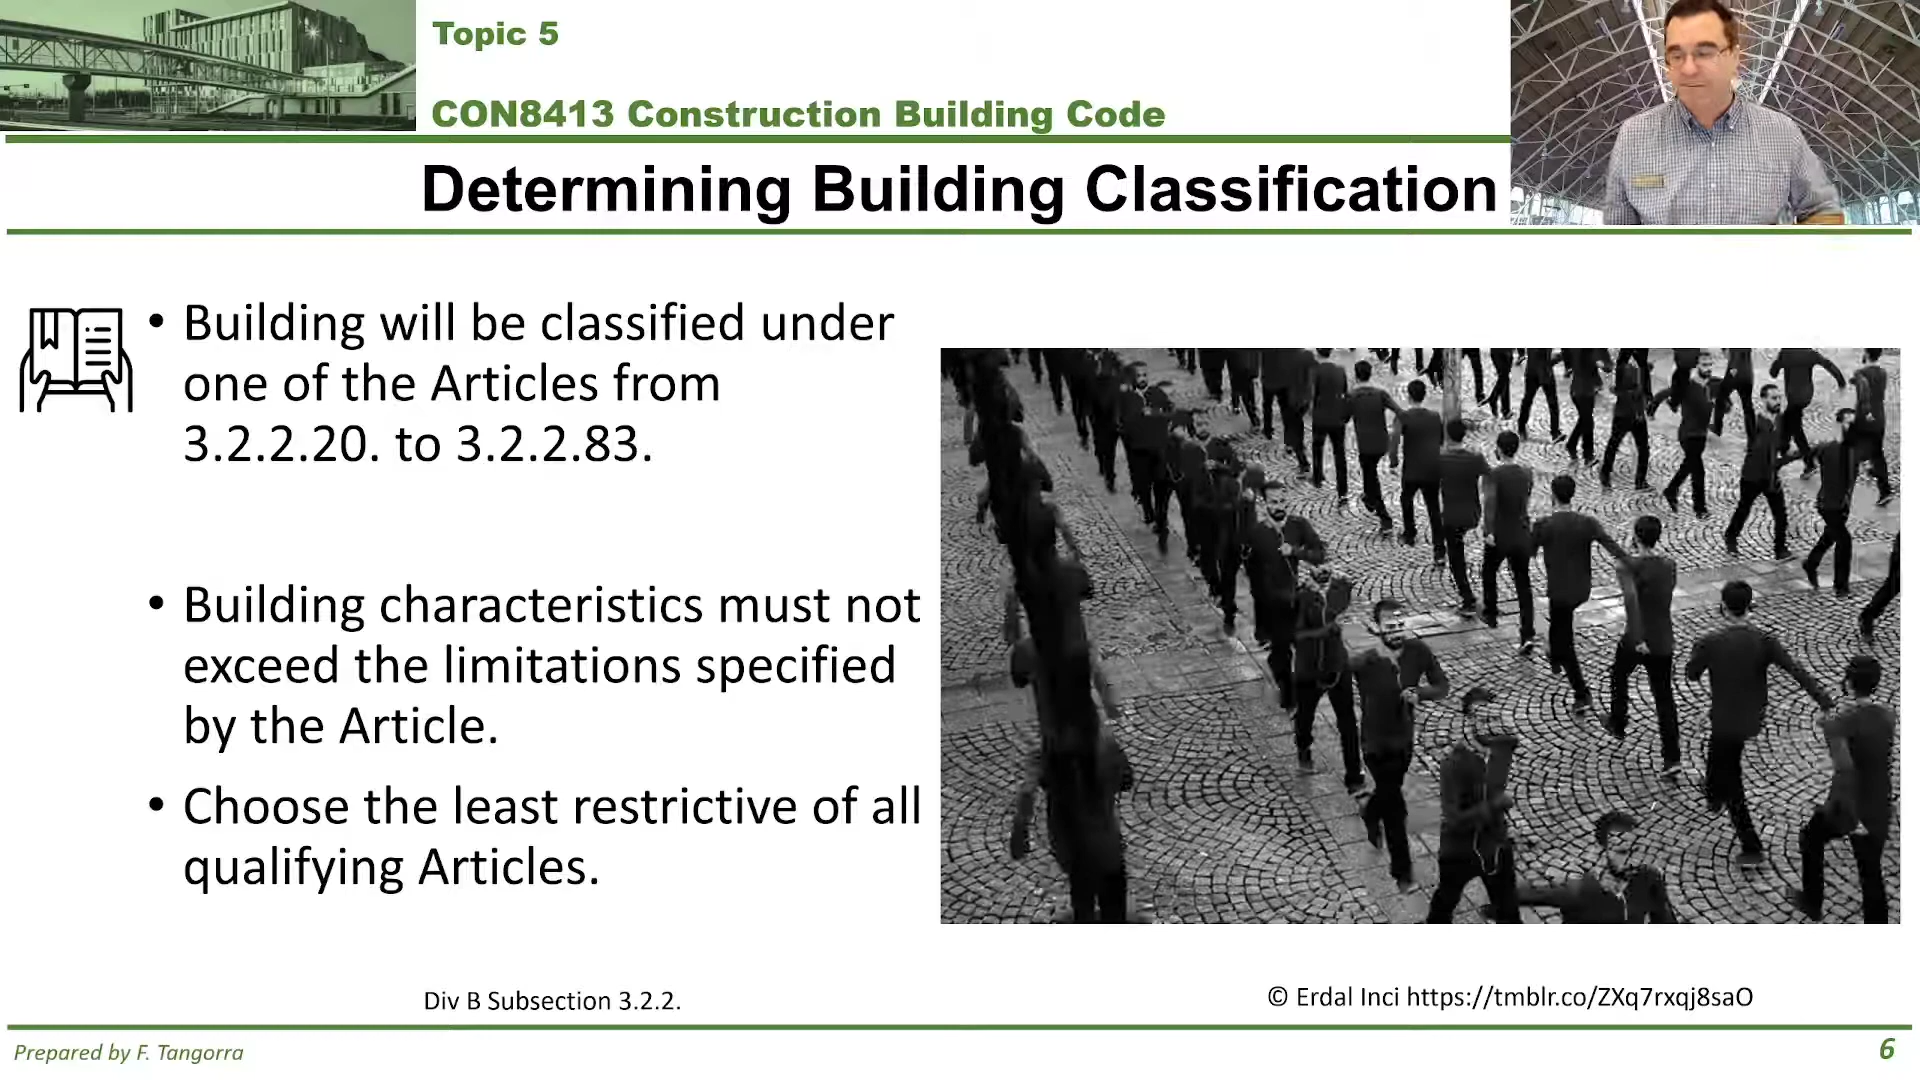 Topic 5
CON8413 Construction Building Code
Determining Building Classification
• Building will be classified under
one of the Articles from
3.2.2.20. to 3.2.2.83.
• Building characteristics must not
exceed the limitations specified
by the Article.
• Choose the least restrictive of all
qualifying Articles.
Div B Subsection 3.2.2.
© Erdal Inci https://tmblr.co/ZXq7rxqj8saO
Prepared by F. Tangorra
6